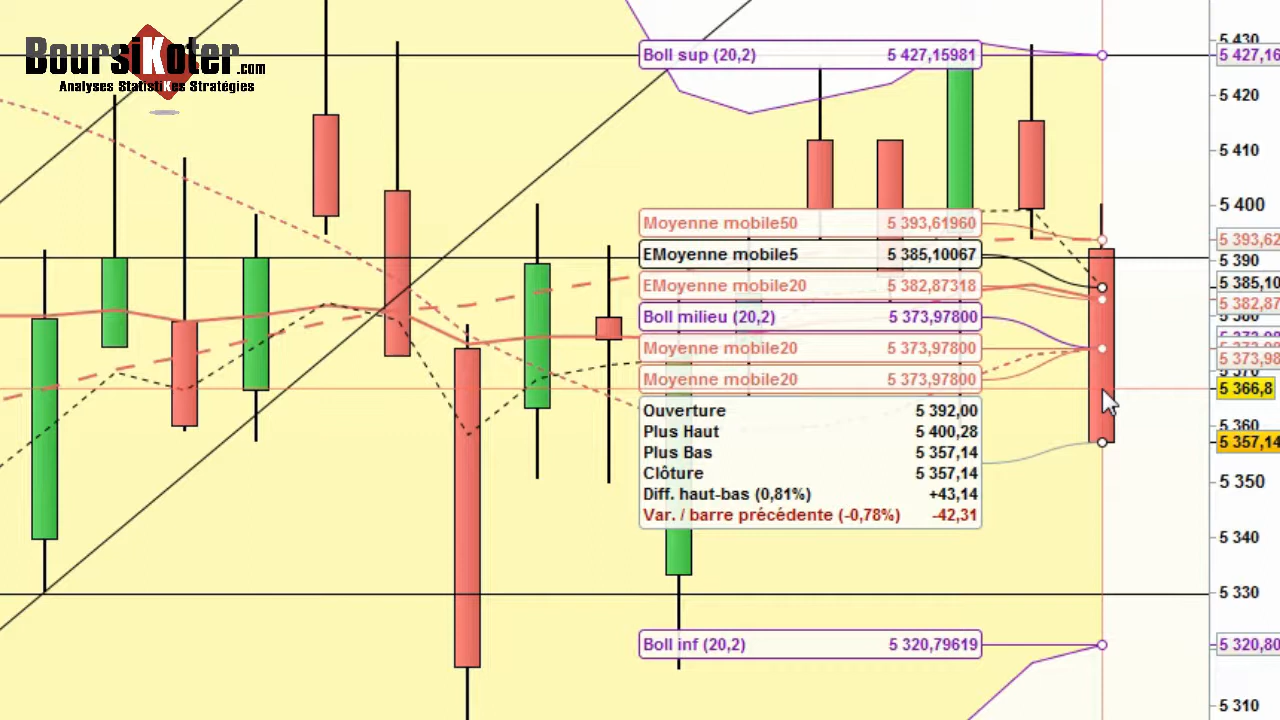 BoursiKoter.com
Analyses StatistiKes Stratégies
Boll sup (20,2) 5 427,15981
Moyenne mobile50 5 393,61960
EMoyenne mobile5 5 385,10067
EMoyenne mobile20 5 382,87318
Boll milieu (20,2) 5 373,97800
Moyenne mobile20 5 373,97800
Moyenne mobile20 5 373,97800
Ouverture 5 392,00
Plus Haut 5 400,28
Plus Bas 5 357,14
Clôture 5 357,14
Diff. haut-bas (0,81%) +43,14
Var. / barre précédente (-0,78%) -42,31
Boll inf (20,2) 5 320,79619
5 430
5 427,16
5 420
5 410
5 400
5 393,62
5 390
5 385,10
5 382,87
5 373,98
5 366,8
5 360
5 357,14
5 350
5 340
5 330
5 320,80
5 310